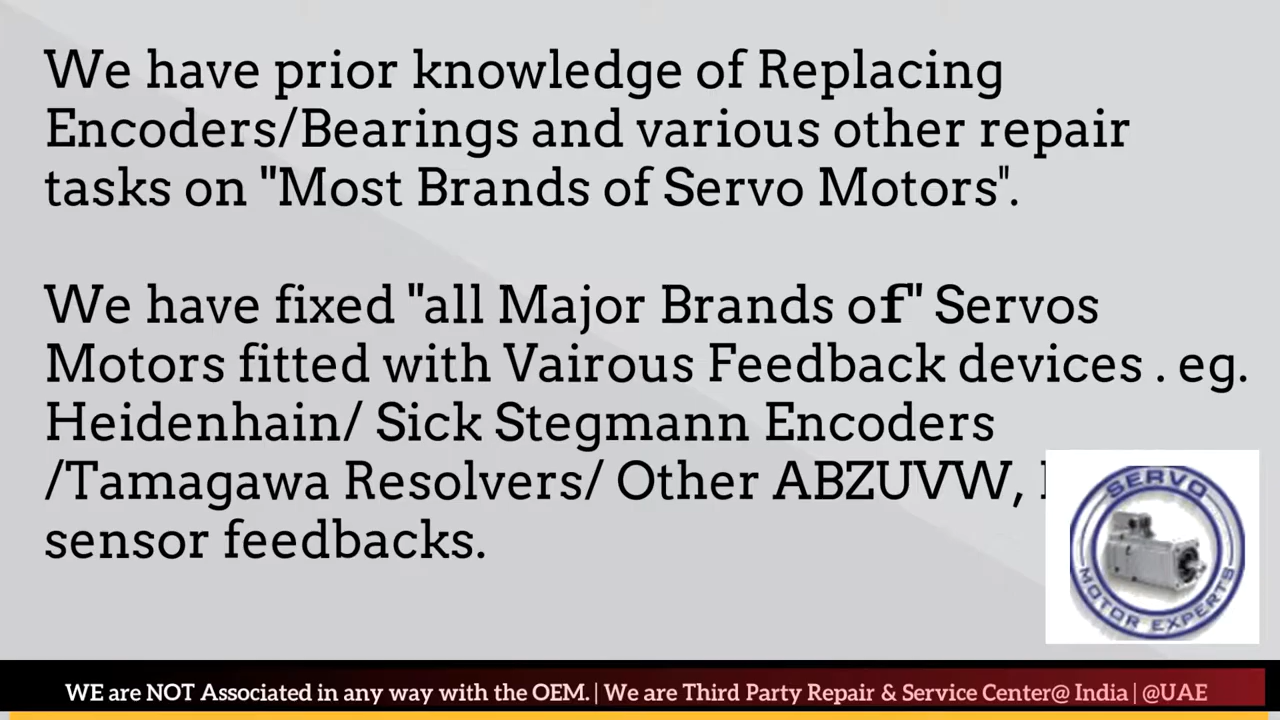 We have prior knowledge of Replacing
Encoders/Bearings and various other repair
tasks on "Most Brands of Servo Motors".
We have fixed "all Major Brands of" Servos
Motors fitted with Vairous Feedback devices . eg.
Heidenhain/ Sick Stegmann Encoders
/Tamagawa Resolvers/ Other ABZUVW,
sensor feedbacks.
SERVO
MOTOR EXPERTS
WE are NOT Associated in any way with the OEM. | We are Third Party Repair & Service Center@ India | @UAE